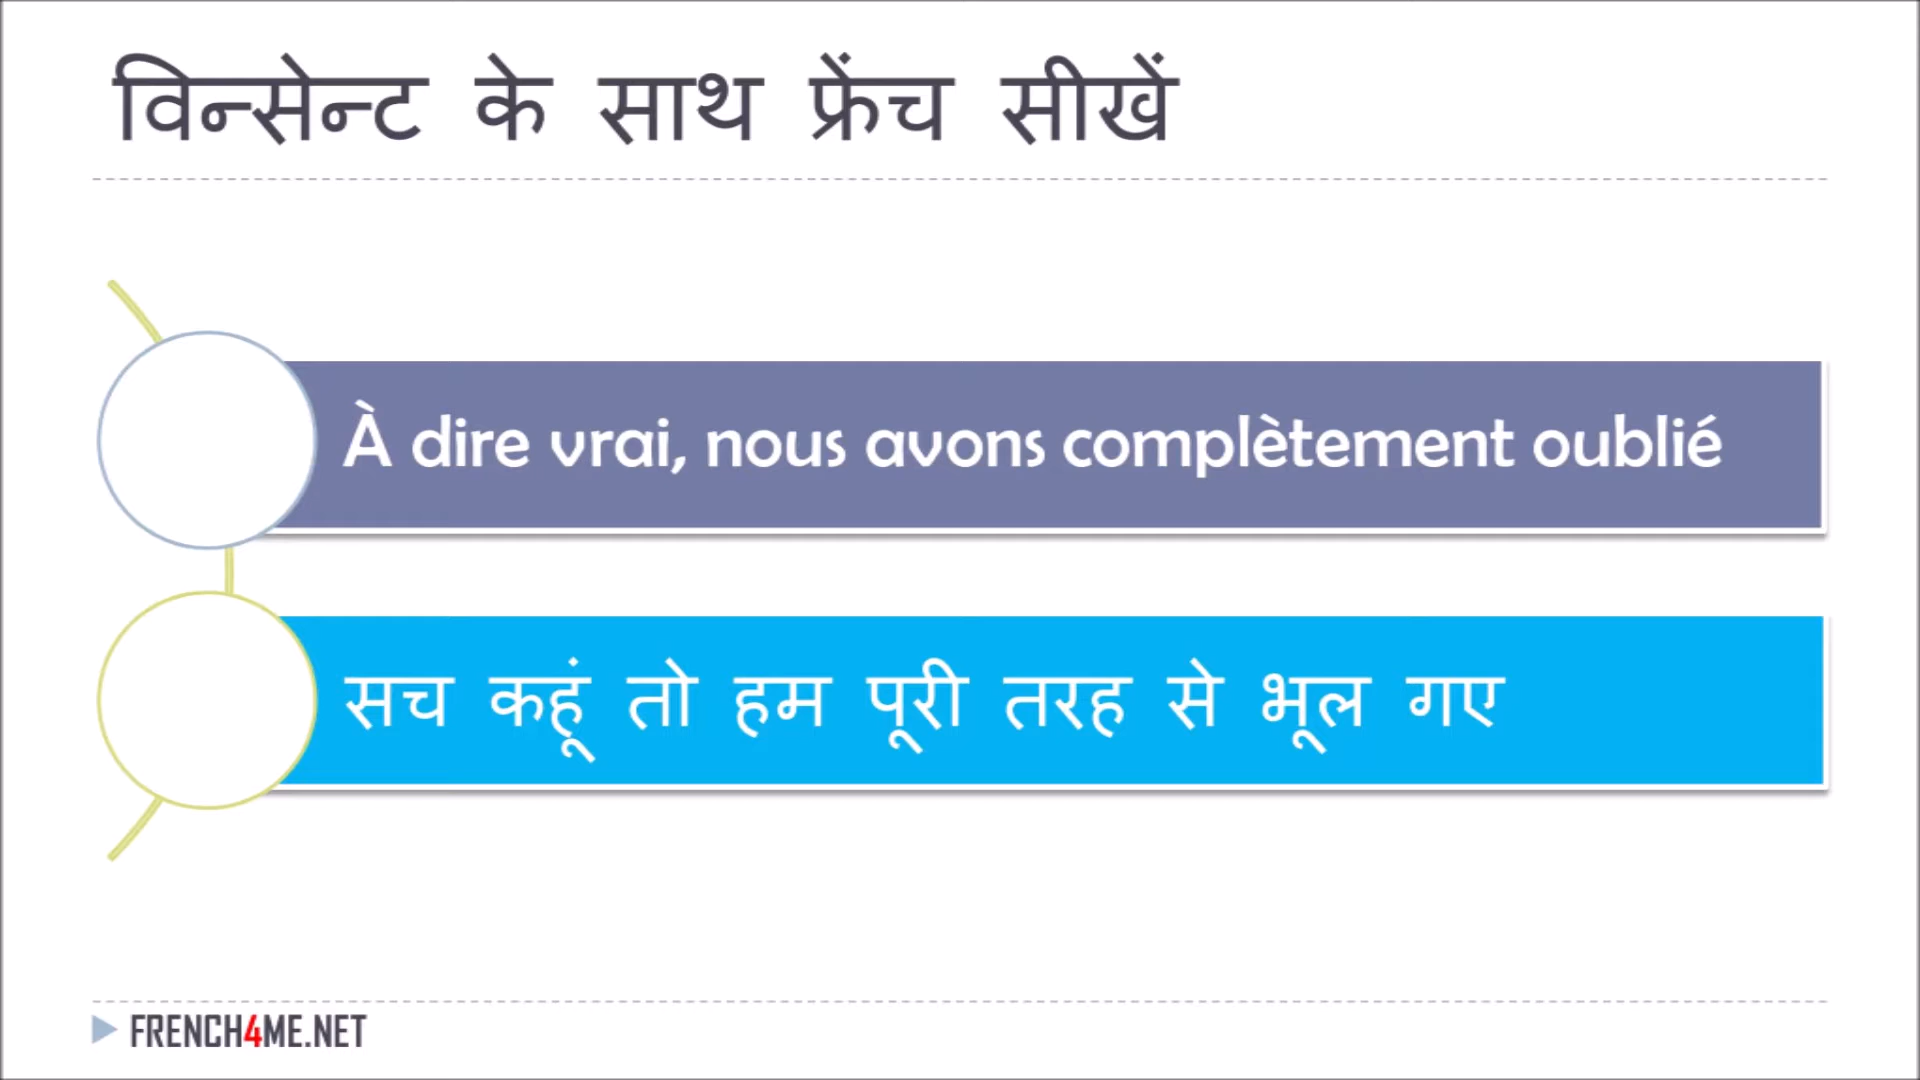 विन्सेन्ट के साथ फ्रेंच सीखें
À dire vrai, nous avons complètement oublié
सच कहूं तो हम पूरी तरह से भूल गए
FRENCH4ME.NET